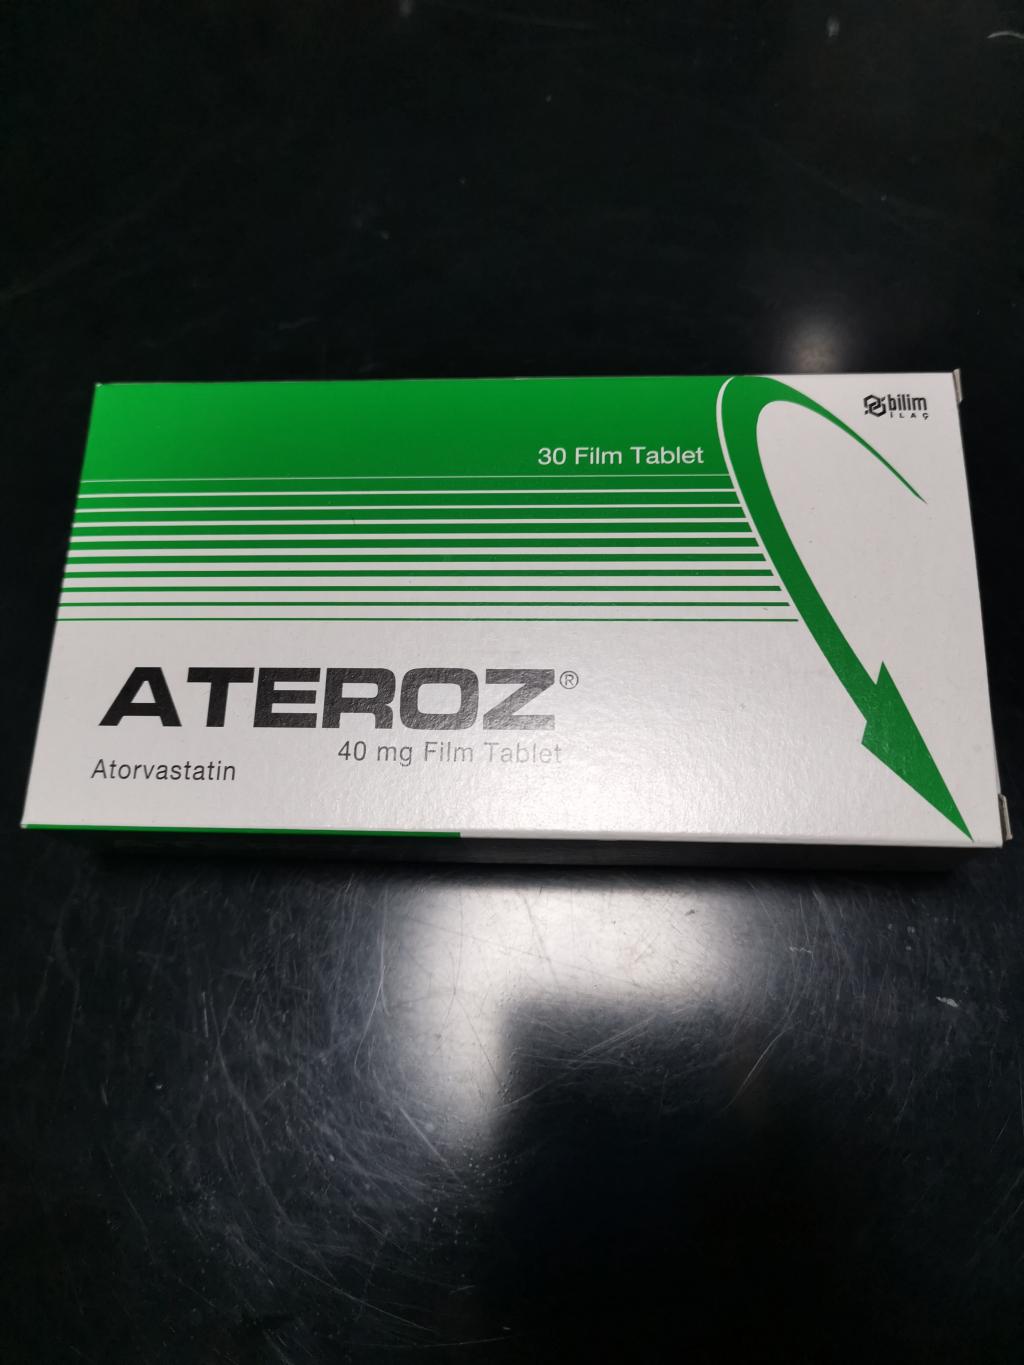 bilim
İLAÇ
30 Film Tablet
ATEROZ®
40 mg Film Tablet
Atorvastatin